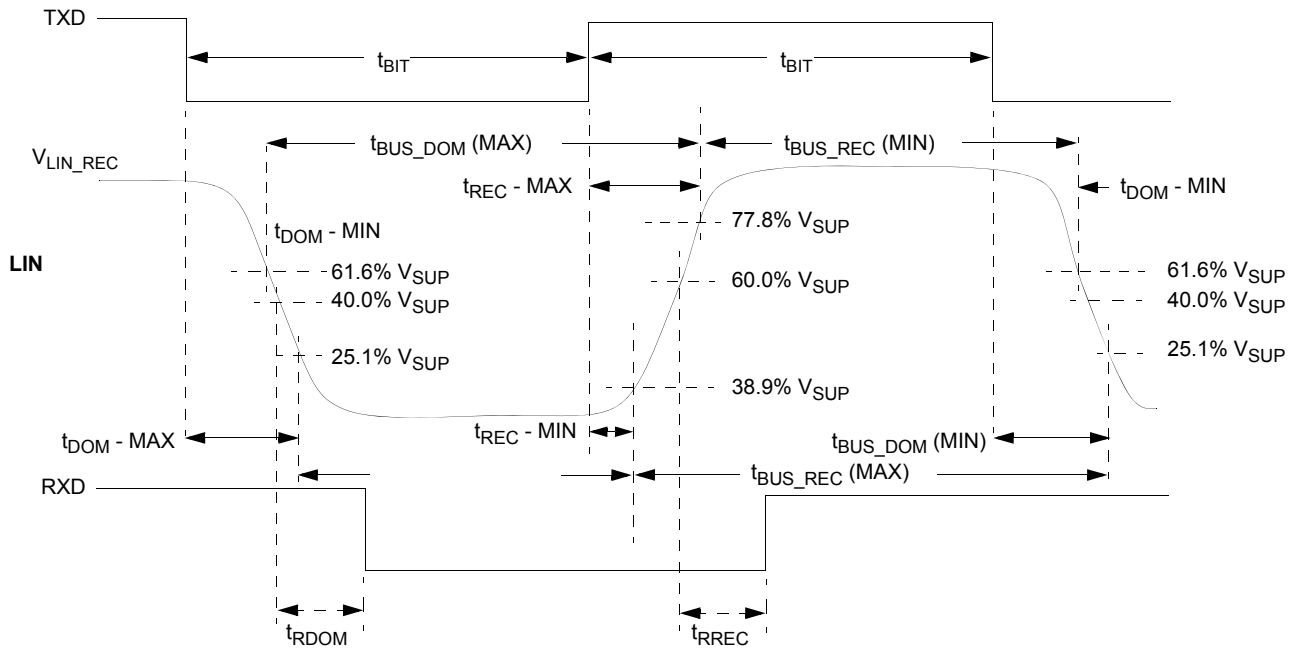 TXD
tBIT
tBIT
tBUS_DOM (MAX)
tBUS_REC (MIN)
VLIN_REC
tREC - MAX
tDOM - MIN
77.8% VSUP
tDOM - MIN
LIN
61.6% VSUP
60.0% VSUP
61.6% VSUP
40.0% VSUP
40.0% VSUP
25.1% VSUP
25.1% VSUP
38.9% VSUP
tDOM - MAX
tREC - MIN
tBUS_DOM (MIN)
tBUS_REC (MAX)
RXD
tRDOM
tRREC